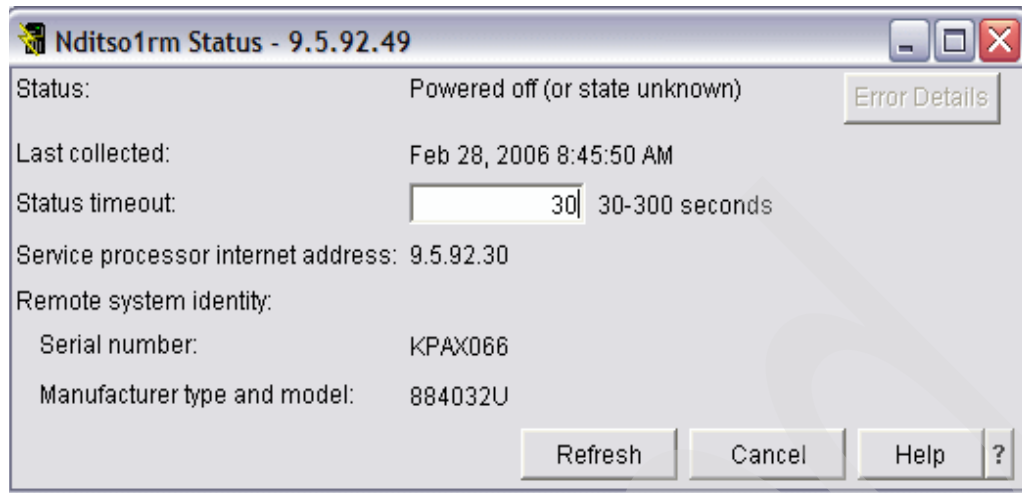 Nditso1rm Status - 9.5.92.49
Status: Powered off (or state unknown) Error Details
Last collected: Feb 28, 2006 8:45:50 AM
Status timeout: 30 30-300 seconds
Service processor internet address: 9.5.92.30
Remote system identity:
Serial number: KPAX066
Manufacturer type and model: 884032U
Refresh Cancel Help ?